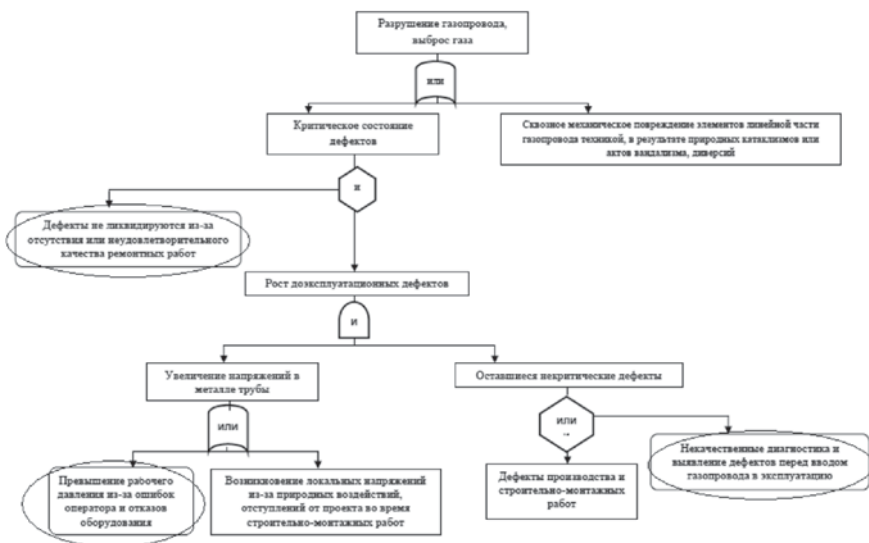 Разрушение газопровода,
выброс газа
или
Критическое состояние
дефектов
Сквозное механическое повреждение элементов линейной части
газопровода техникой, в результате природных катаклизмов или
актов вандализма, диверсий
и
Дефекты не ликвидируются из-за
отсутствия или неудовлетворительного
качества ремонтных работ
Рост доэксплуатационных дефектов
и
Увеличение напряжений в
металле трубы
Оставшиеся некритические дефекты
или
или
Превышение рабочего
давления из-за ошибок
оператора и отказов
оборудования
Возникновение локальных напряжений
из-за природных воздействий,
отступлений от проекта во время
строительно-монтажных работ
Дефекты производства и
строительно-монтажных
работ
Некачественные диагностика и
выявление дефектов перед вводом
газопровода в эксплуатацию